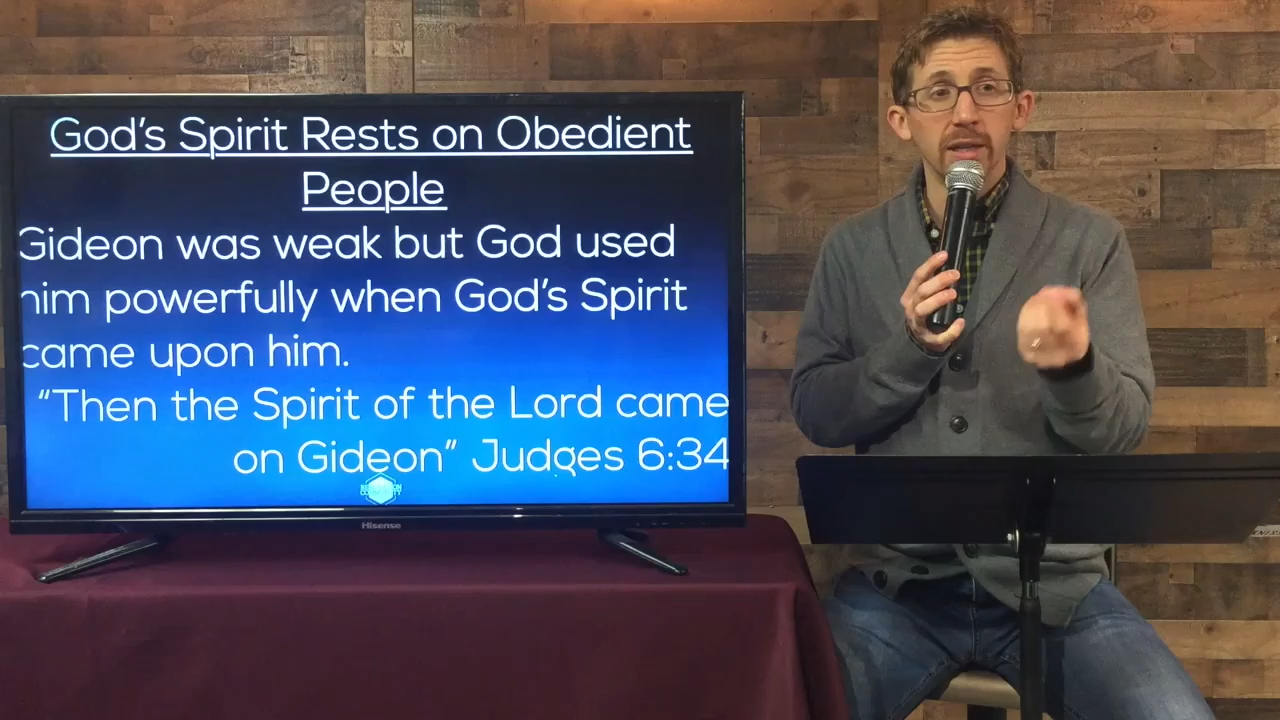 God's Spirit Rests on Obedient
People
Gideon was weak but God used
him powerfully when God's Spirit
came upon him.
"Then the Spirit of the Lord came
on Gideon" Judges 6:34
Hisense